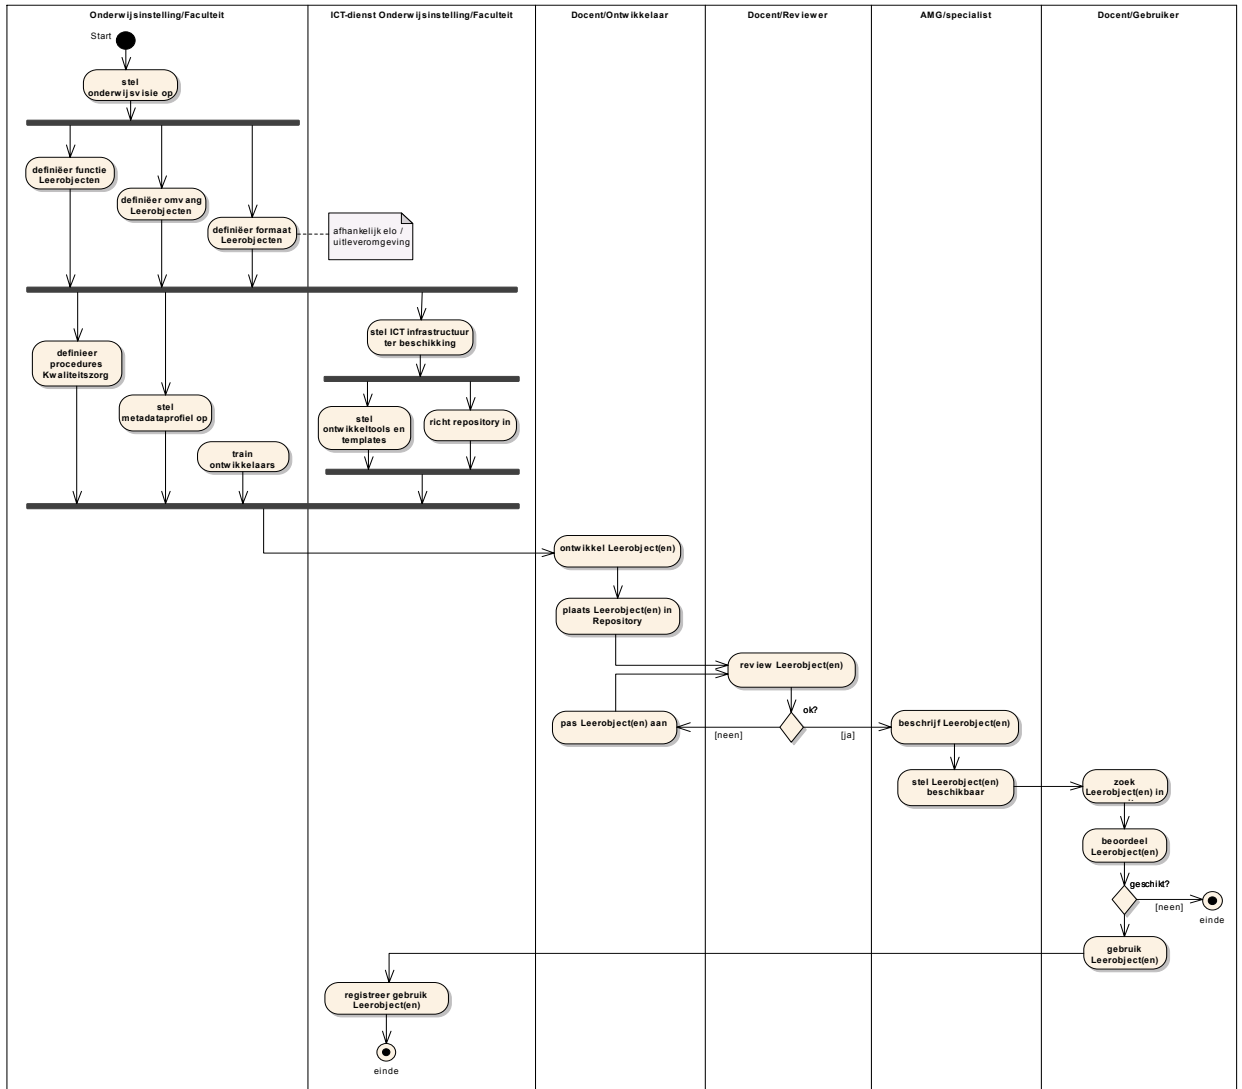 Onderwijsinstelling/Faculteit
ICT-dienst Onderwijsinstelling/Faculteit
Docent/Ontwikkelaar
Docent/Reviewer
AMG/specialist
Docent/Gebruiker
Start
stel
onderwijsvisie op
definiëer functie
Leerobjecten
definiëer omvang
Leerobjecten
definiëer formaat
Leerobjecten
afhankelijk elo /
uitleveromgeving
stel ICT infrastructuur
ter beschikking
definieer
procedures
Kwaliteitszorg
stel
metadataprofiel op
stel
ontwikkeltools en
templates
richt repository in
train
ontwikkelaars
ontwikkel Leerobject(en)
plaats Leerobject(en) in
Repository
review Leerobject(en)
ok?
pas Leerobject(en) aan
[neen]
[ja]
beschrijf Leerobject(en)
stel Leerobject(en)
beschikbaar
zoek
Leerobject(en) in
beoordeel
Leerobject(en)
geschikt?
[neen]
einde
gebruik
Leerobject(en)
registreer gebruik
Leerobject(en)
einde